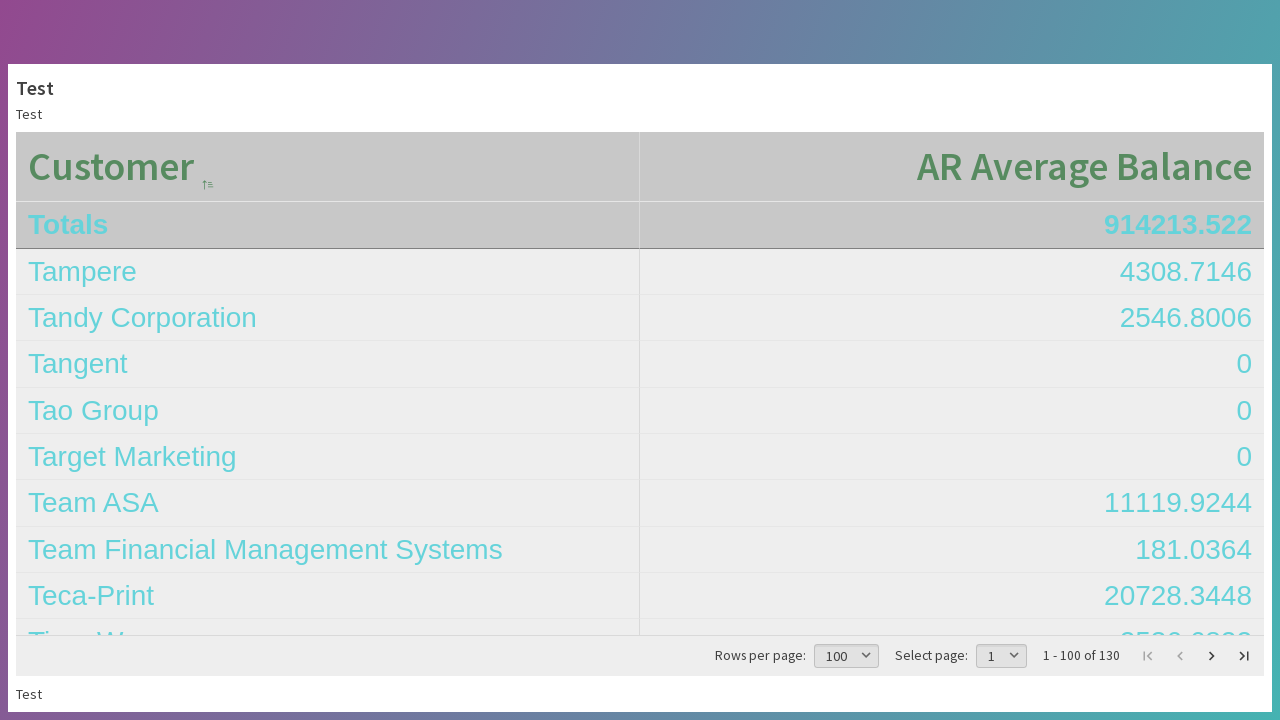 Test
Test
Customer AR Average Balance
Totals 914213.522
Tampere 4308.7146
Tandy Corporation 2546.8006
Tangent 0
Tao Group 0
Target Marketing 0
Team ASA 11119.9244
Team Financial Management Systems 181.0364
Teca-Print 20728.3448
Rows per page: 100 Select page: 1 1 - 100 of 130
Test